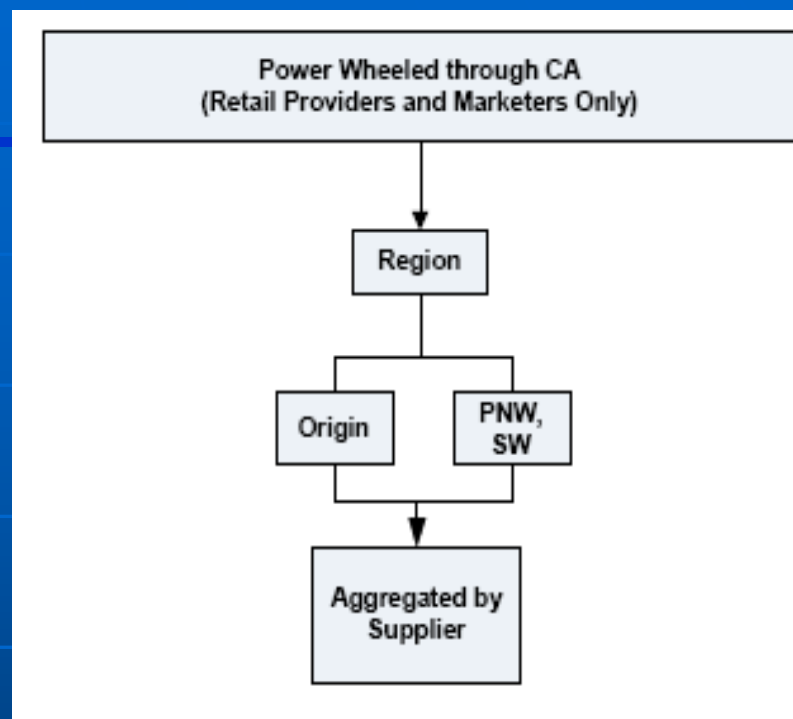 Power Wheeled through CA
(Retail Providers and Marketers Only)
Region
Origin
PNW,
SW
Aggregated by
Supplier